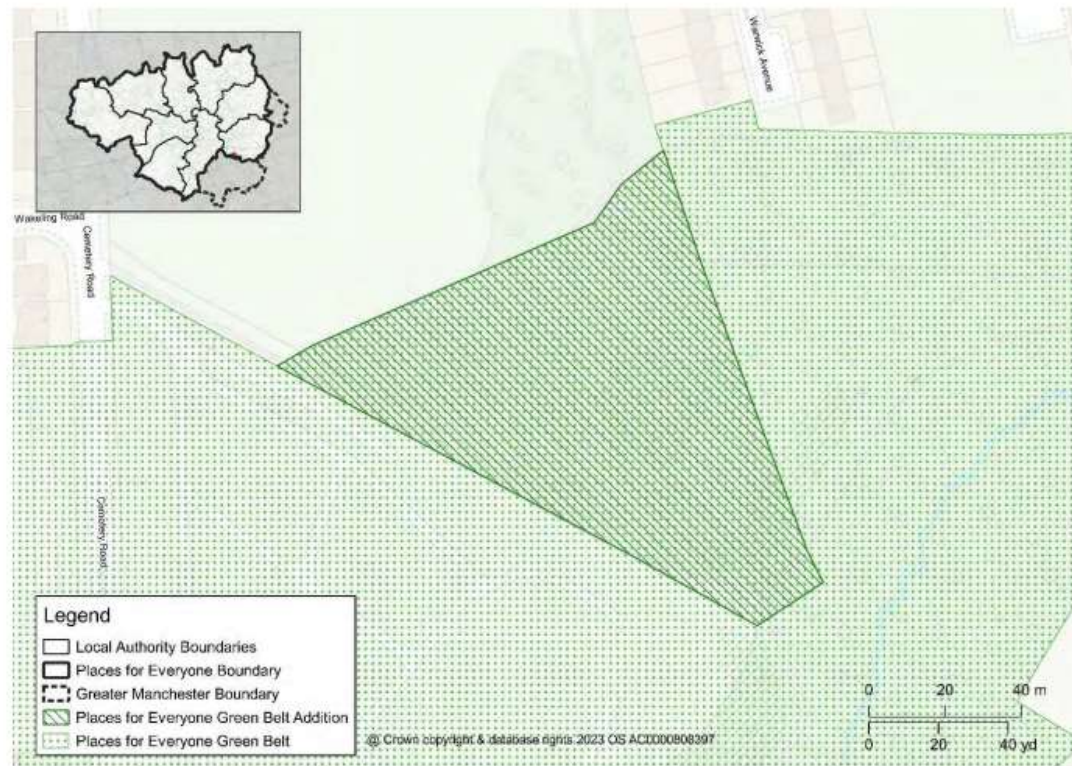 Warwick Avenue
Wakeling Road
Cemetery Road
Cemetery Road
Legend
Local Authority Boundaries
Places for Everyone Boundary
Greater Manchester Boundary
Places for Everyone Green Belt Addition
Places for Everyone Green Belt
@ Crown copyright & database rights 2023 OS AC0000808397
0 20 40 m
0 20 40 yd